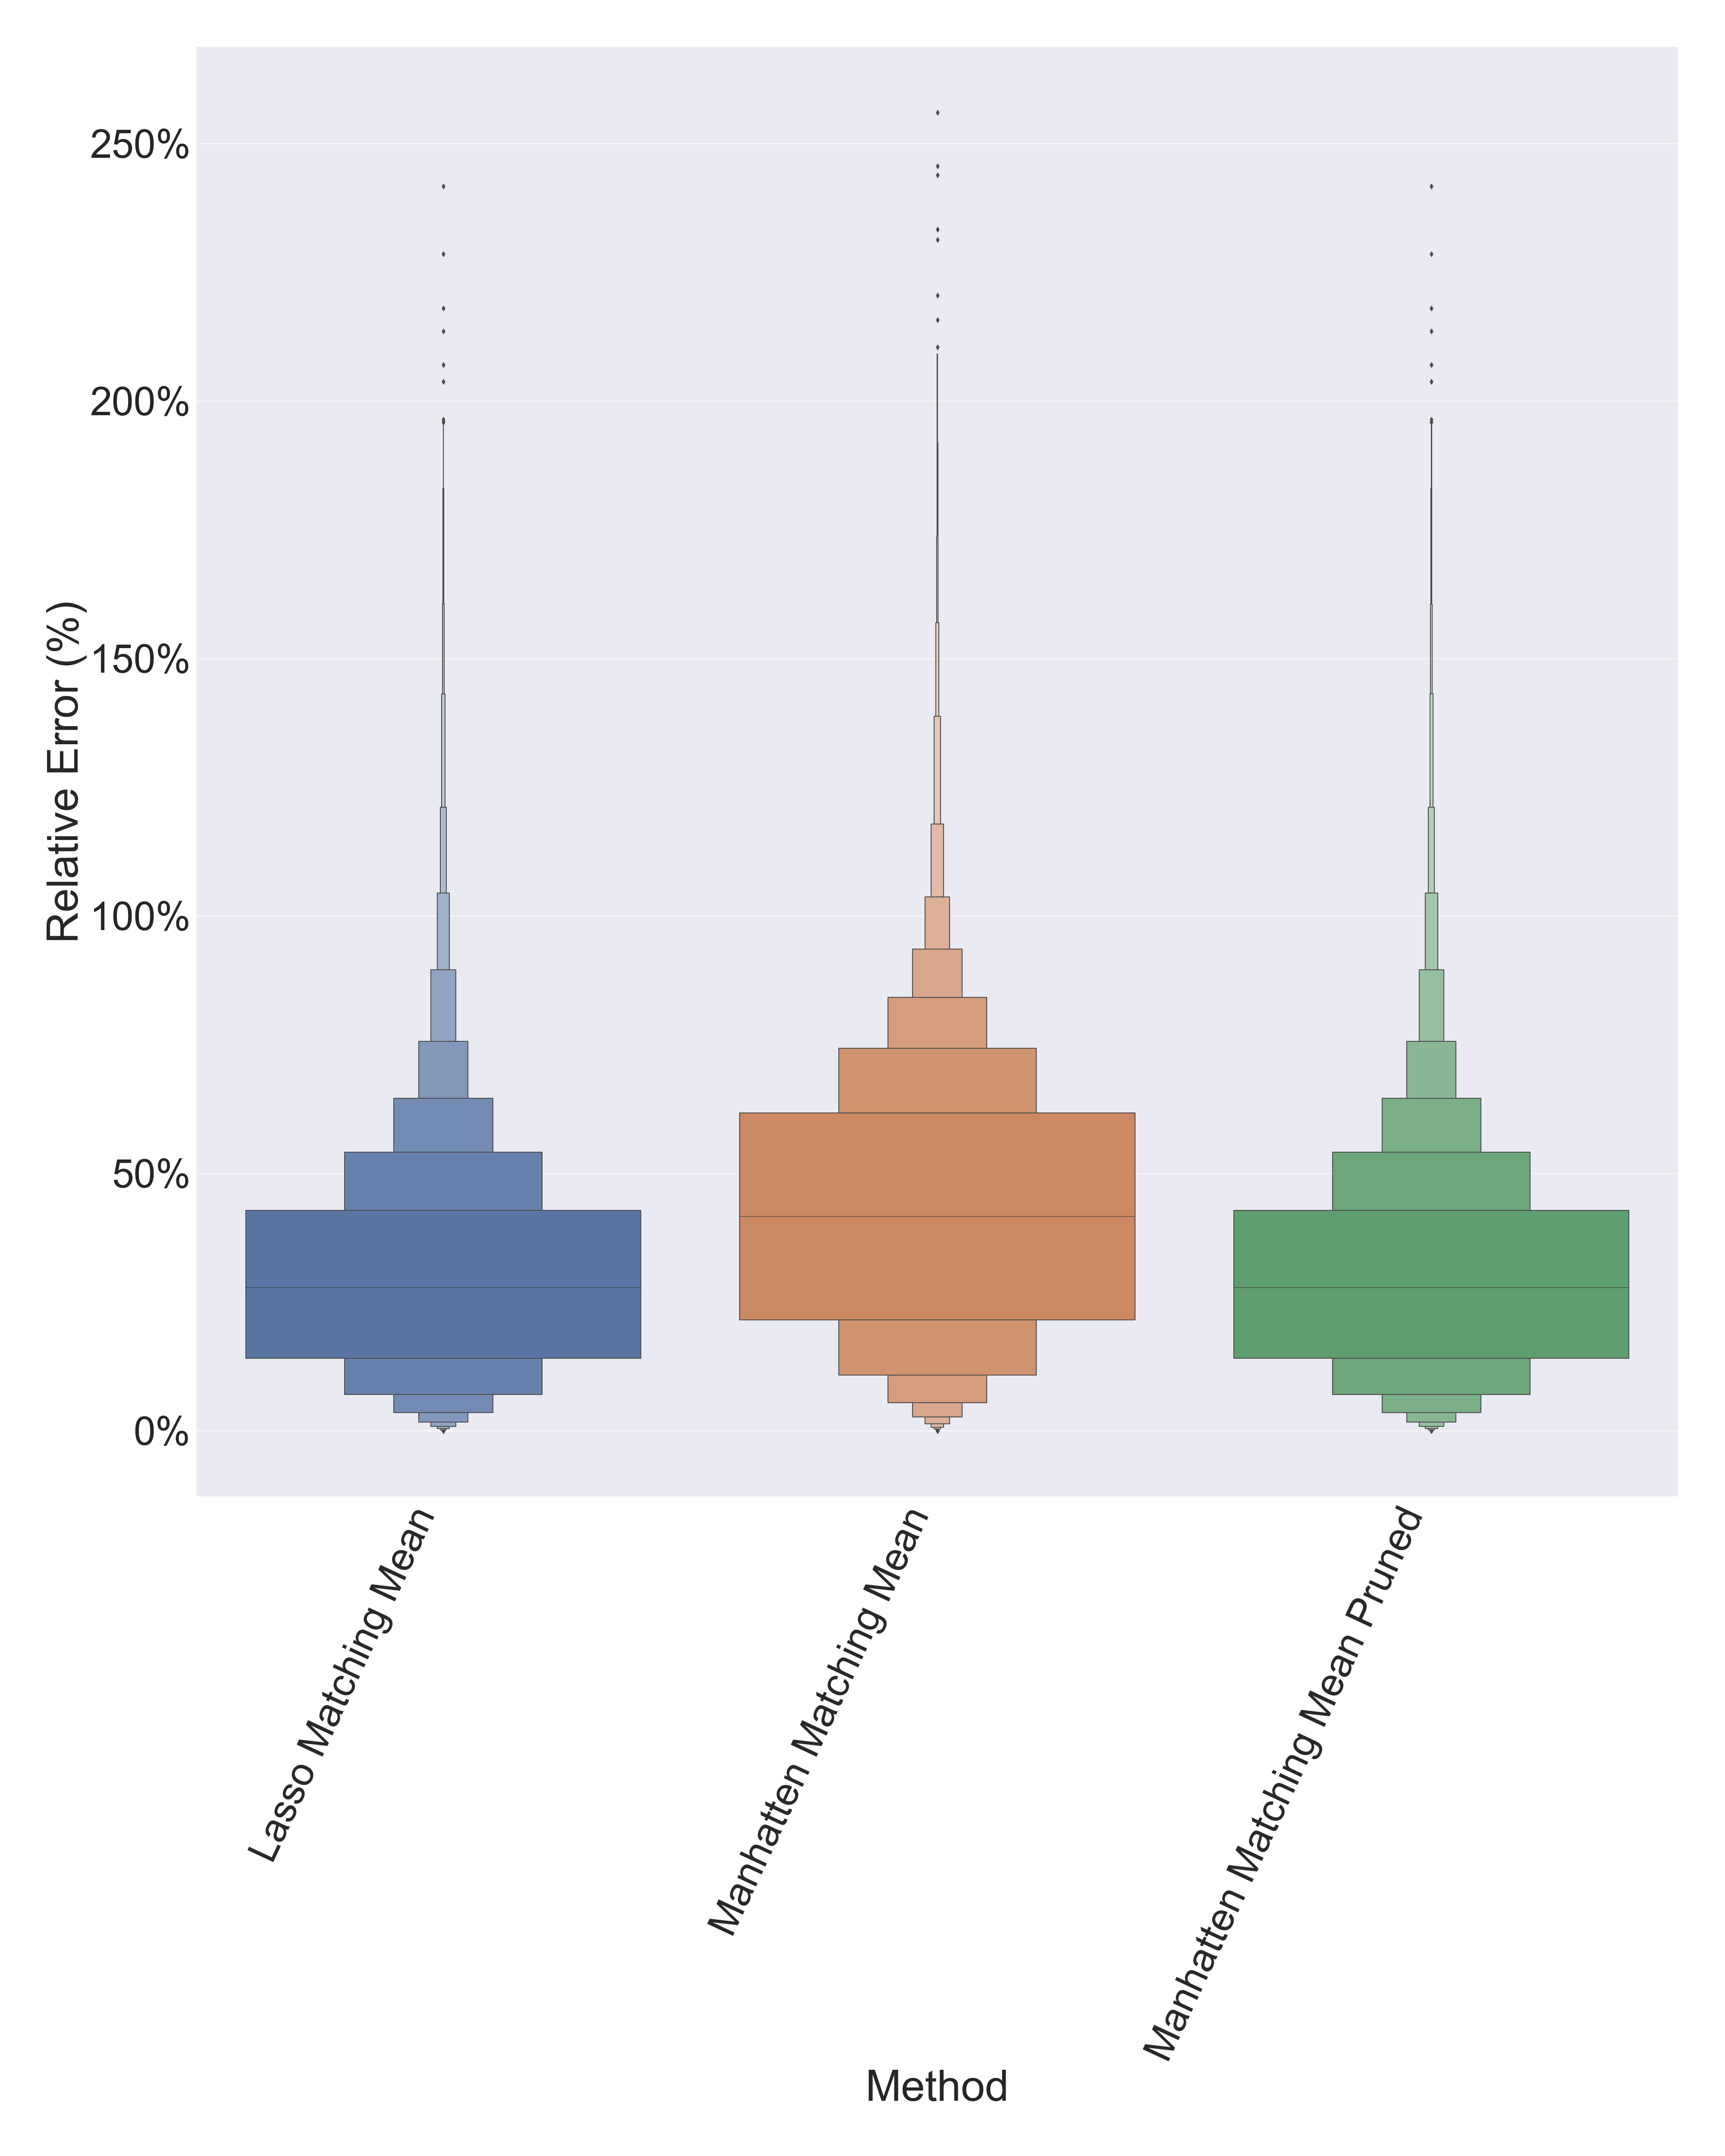 Relative Error (%)
250%
200%
150%
100%
50%
0%
Lasso Matching Mean
Manhatten Matching Mean
Manhatten Matching Mean Pruned
Method